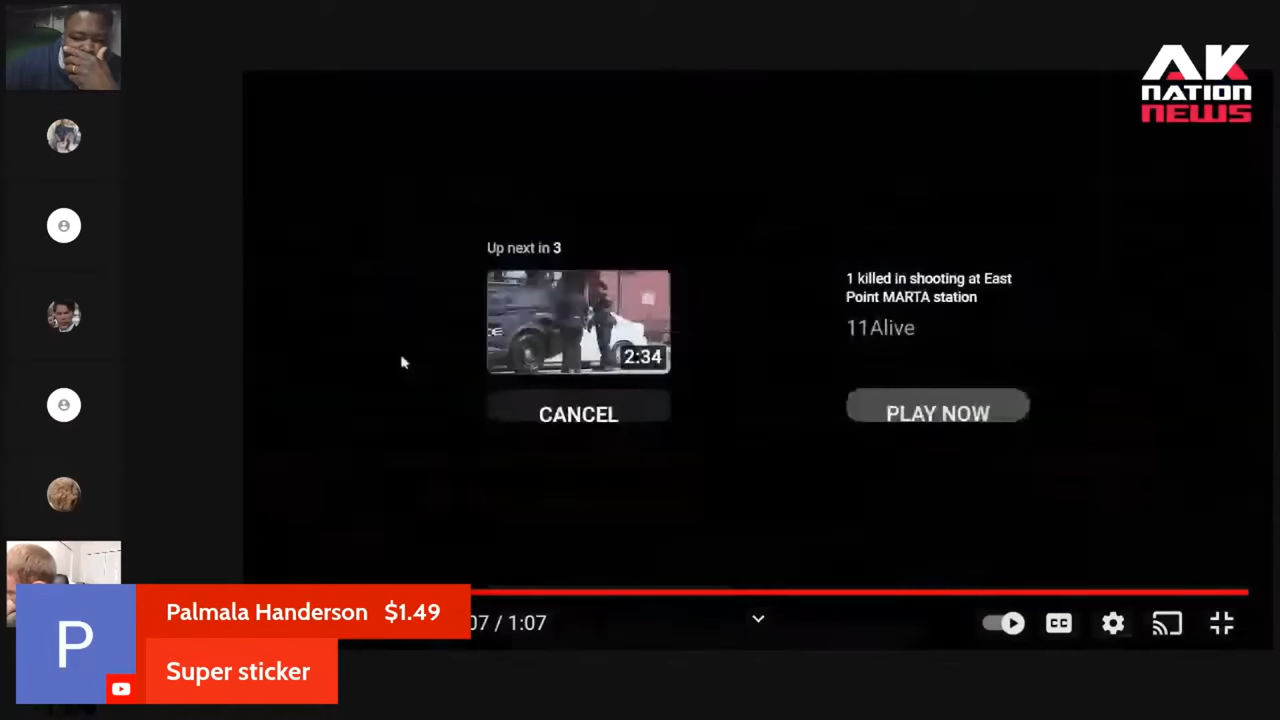 AK
NATION
NEWS
Up next in 3
2:34
CANCEL
1 killed in shooting at East
Point MARTA station
11Alive
PLAY NOW
07 / 1:07
CC
P
Palmala Handerson $1.49
Super sticker